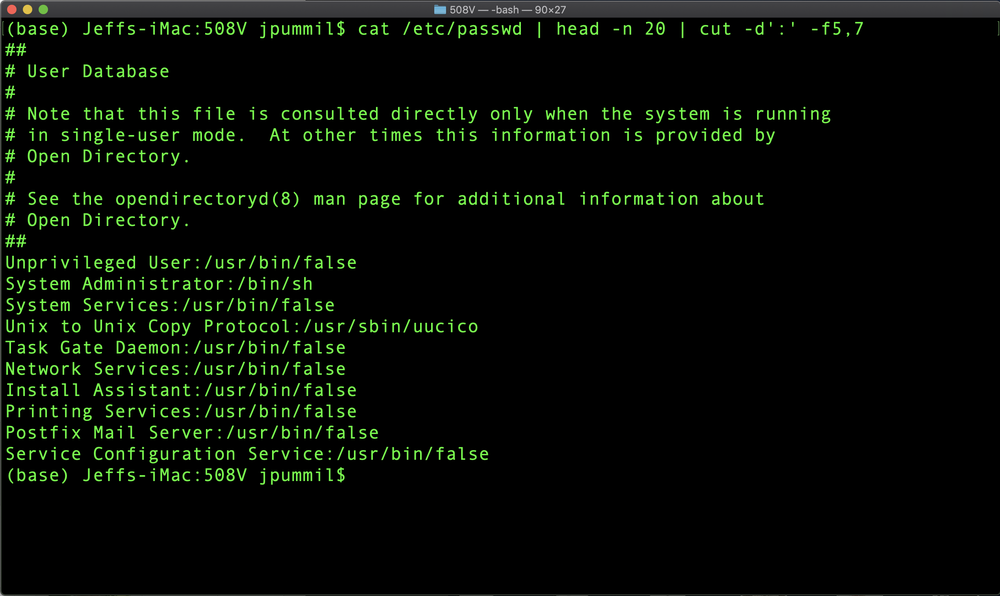 508V — -bash — 90×27
(base) Jeffs-iMac:508V jpummil$ cat /etc/passwd | head -n 20 | cut -d':' -f5,7
##
# User Database
#
# Note that this file is consulted directly only when the system is running
# in single-user mode.  At other times this information is provided by
# Open Directory.
#
# See the opendirectoryd(8) man page for additional information about
# Open Directory.
##
Unprivileged User:/usr/bin/false
System Administrator:/bin/sh
System Services:/usr/bin/false
Unix to Unix Copy Protocol:/usr/sbin/uucico
Task Gate Daemon:/usr/bin/false
Network Services:/usr/bin/false
Install Assistant:/usr/bin/false
Printing Services:/usr/bin/false
Postfix Mail Server:/usr/bin/false
Service Configuration Service:/usr/bin/false
(base) Jeffs-iMac:508V jpummil$